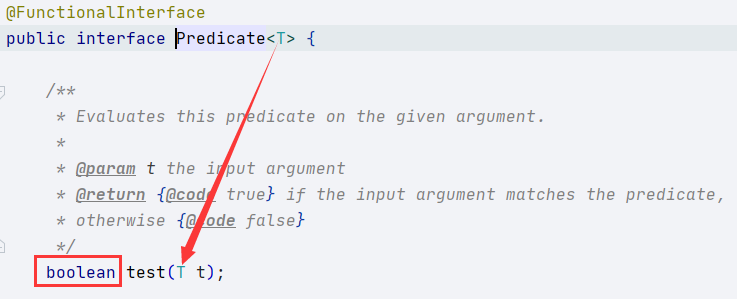 @FunctionalInterface
public interface Predicate<T> {
/**
* Evaluates this predicate on the given argument.
*
* @param t the input argument
* @return {@code true} if the input argument matches the predicate,
* otherwise {@code false}
*/
boolean test(T t);